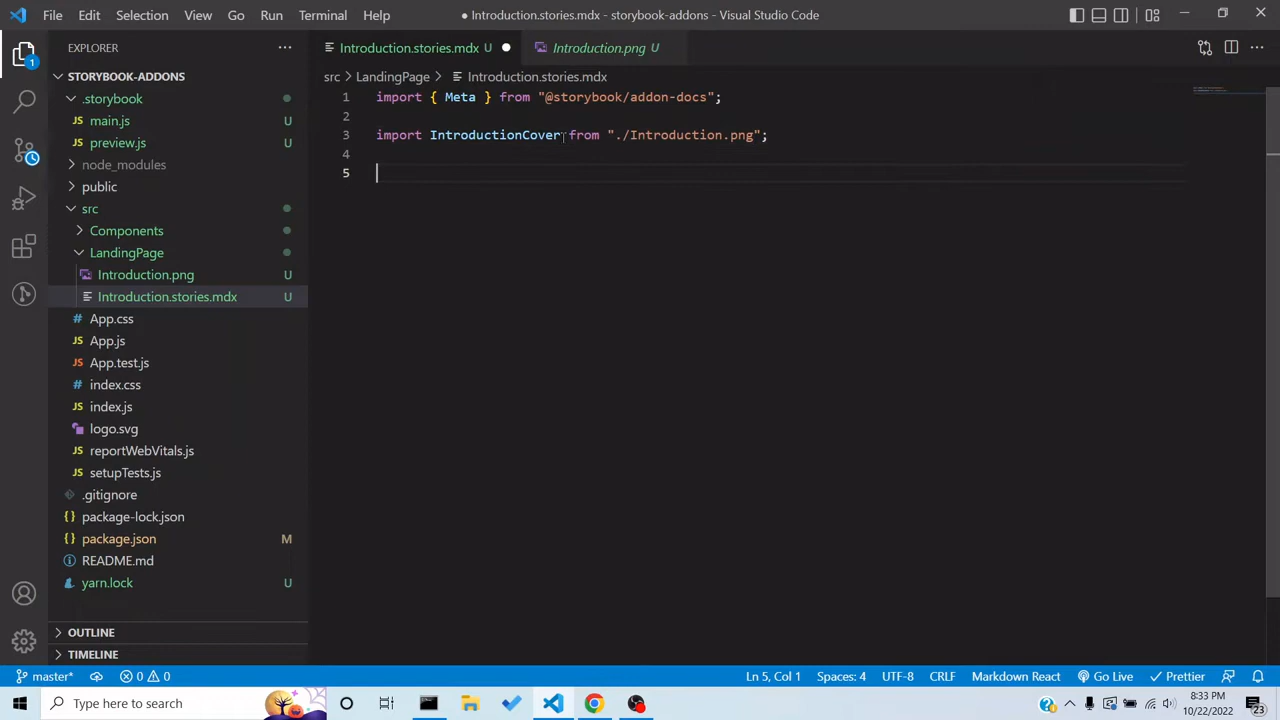 File Edit Selection View Go Run Terminal Help
● Introduction.stories.mdx - storybook-addons - Visual Studio Code
EXPLORER
Introduction.stories.mdx U
Introduction.png U
STORYBOOK-ADDONS
.storybook
main.js U
preview.js U
node_modules
public
src
Components
LandingPage
Introduction.png U
Introduction.stories.mdx U
App.css
App.js
App.test.js
index.css
index.js
logo.svg
reportWebVitals.js
setupTests.js
.gitignore
package-lock.json
package.json M
README.md
yarn.lock U
OUTLINE
TIMELINE
src > LandingPage > Introduction.stories.mdx
1 import { Meta } from "@storybook/addon-docs";
2
3 import IntroductionCover from "./Introduction.png";
4
5
1
master* 0 0
Ln 5, Col 1 Spaces: 4 UTF-8 CRLF Markdown React Go Live Prettier
Type here to search
8:33 PM
10/22/2022
23